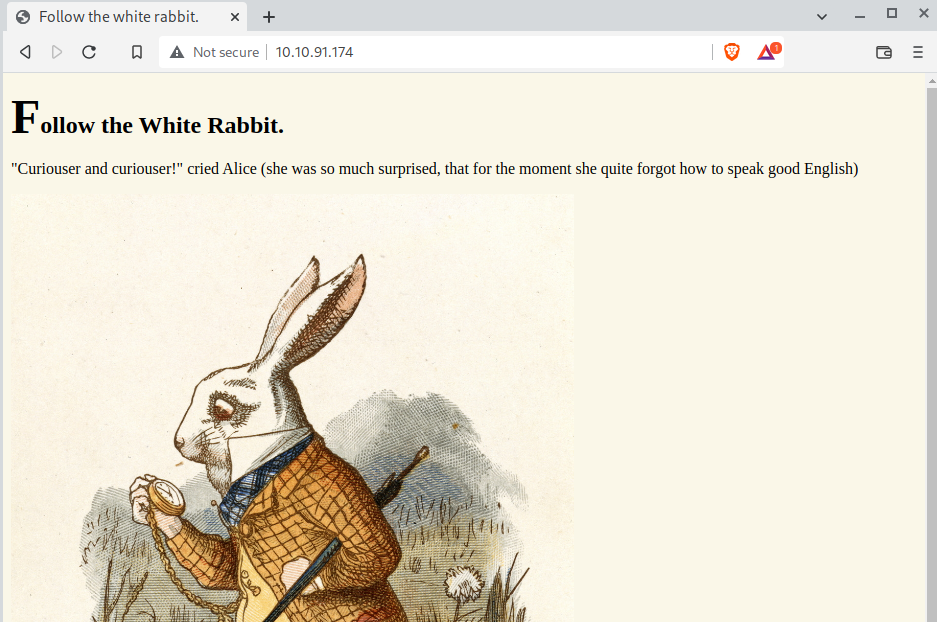 Follow the white rabbit.
Not secure
10.10.91.174
1
Follow the White Rabbit.
"Curiouser and curiouser!" cried Alice (she was so much surprised, that for the moment she quite forgot how to speak good English)